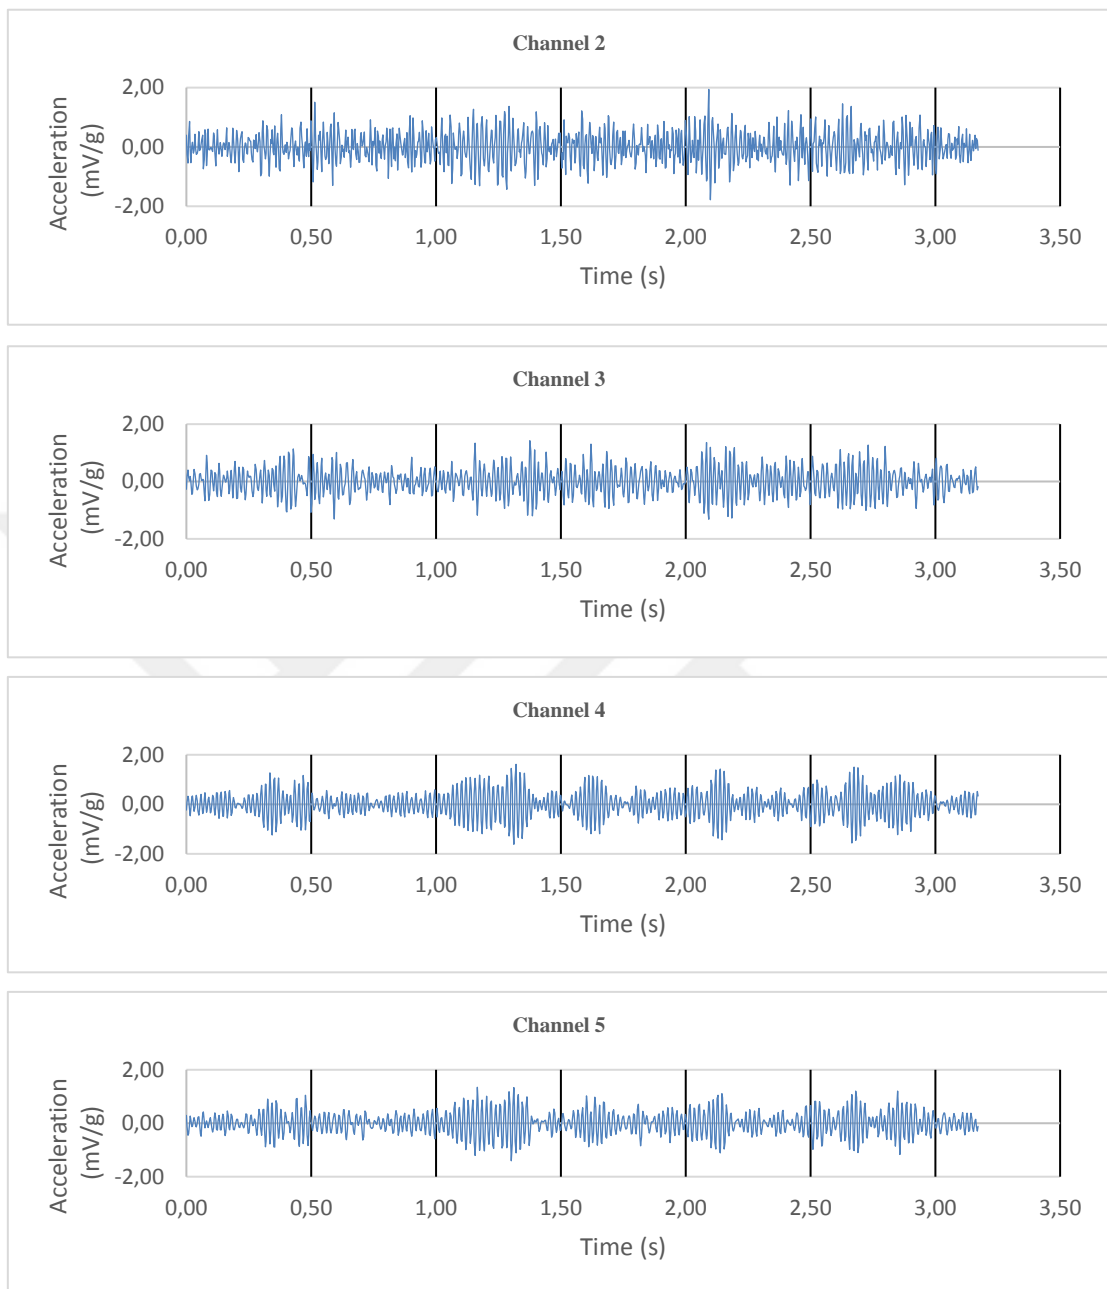 Channel 2
2,00
0,00
-2,00
Acceleration
(mV/g)
0,00 0,50 1,00 1,50 2,00 2,50 3,00 3,50
Time (s)
Channel 3
2,00
0,00
-2,00
Acceleration
(mV/g)
0,00 0,50 1,00 1,50 2,00 2,50 3,00 3,50
Time (s)
Channel 4
2,00
0,00
-2,00
Acceleration
(mV/g)
0,00 0,50 1,00 1,50 2,00 2,50 3,00 3,50
Time (s)
Channel 5
2,00
0,00
-2,00
Acceleration
(mV/g)
0,00 0,50 1,00 1,50 2,00 2,50 3,00 3,50
Time (s)